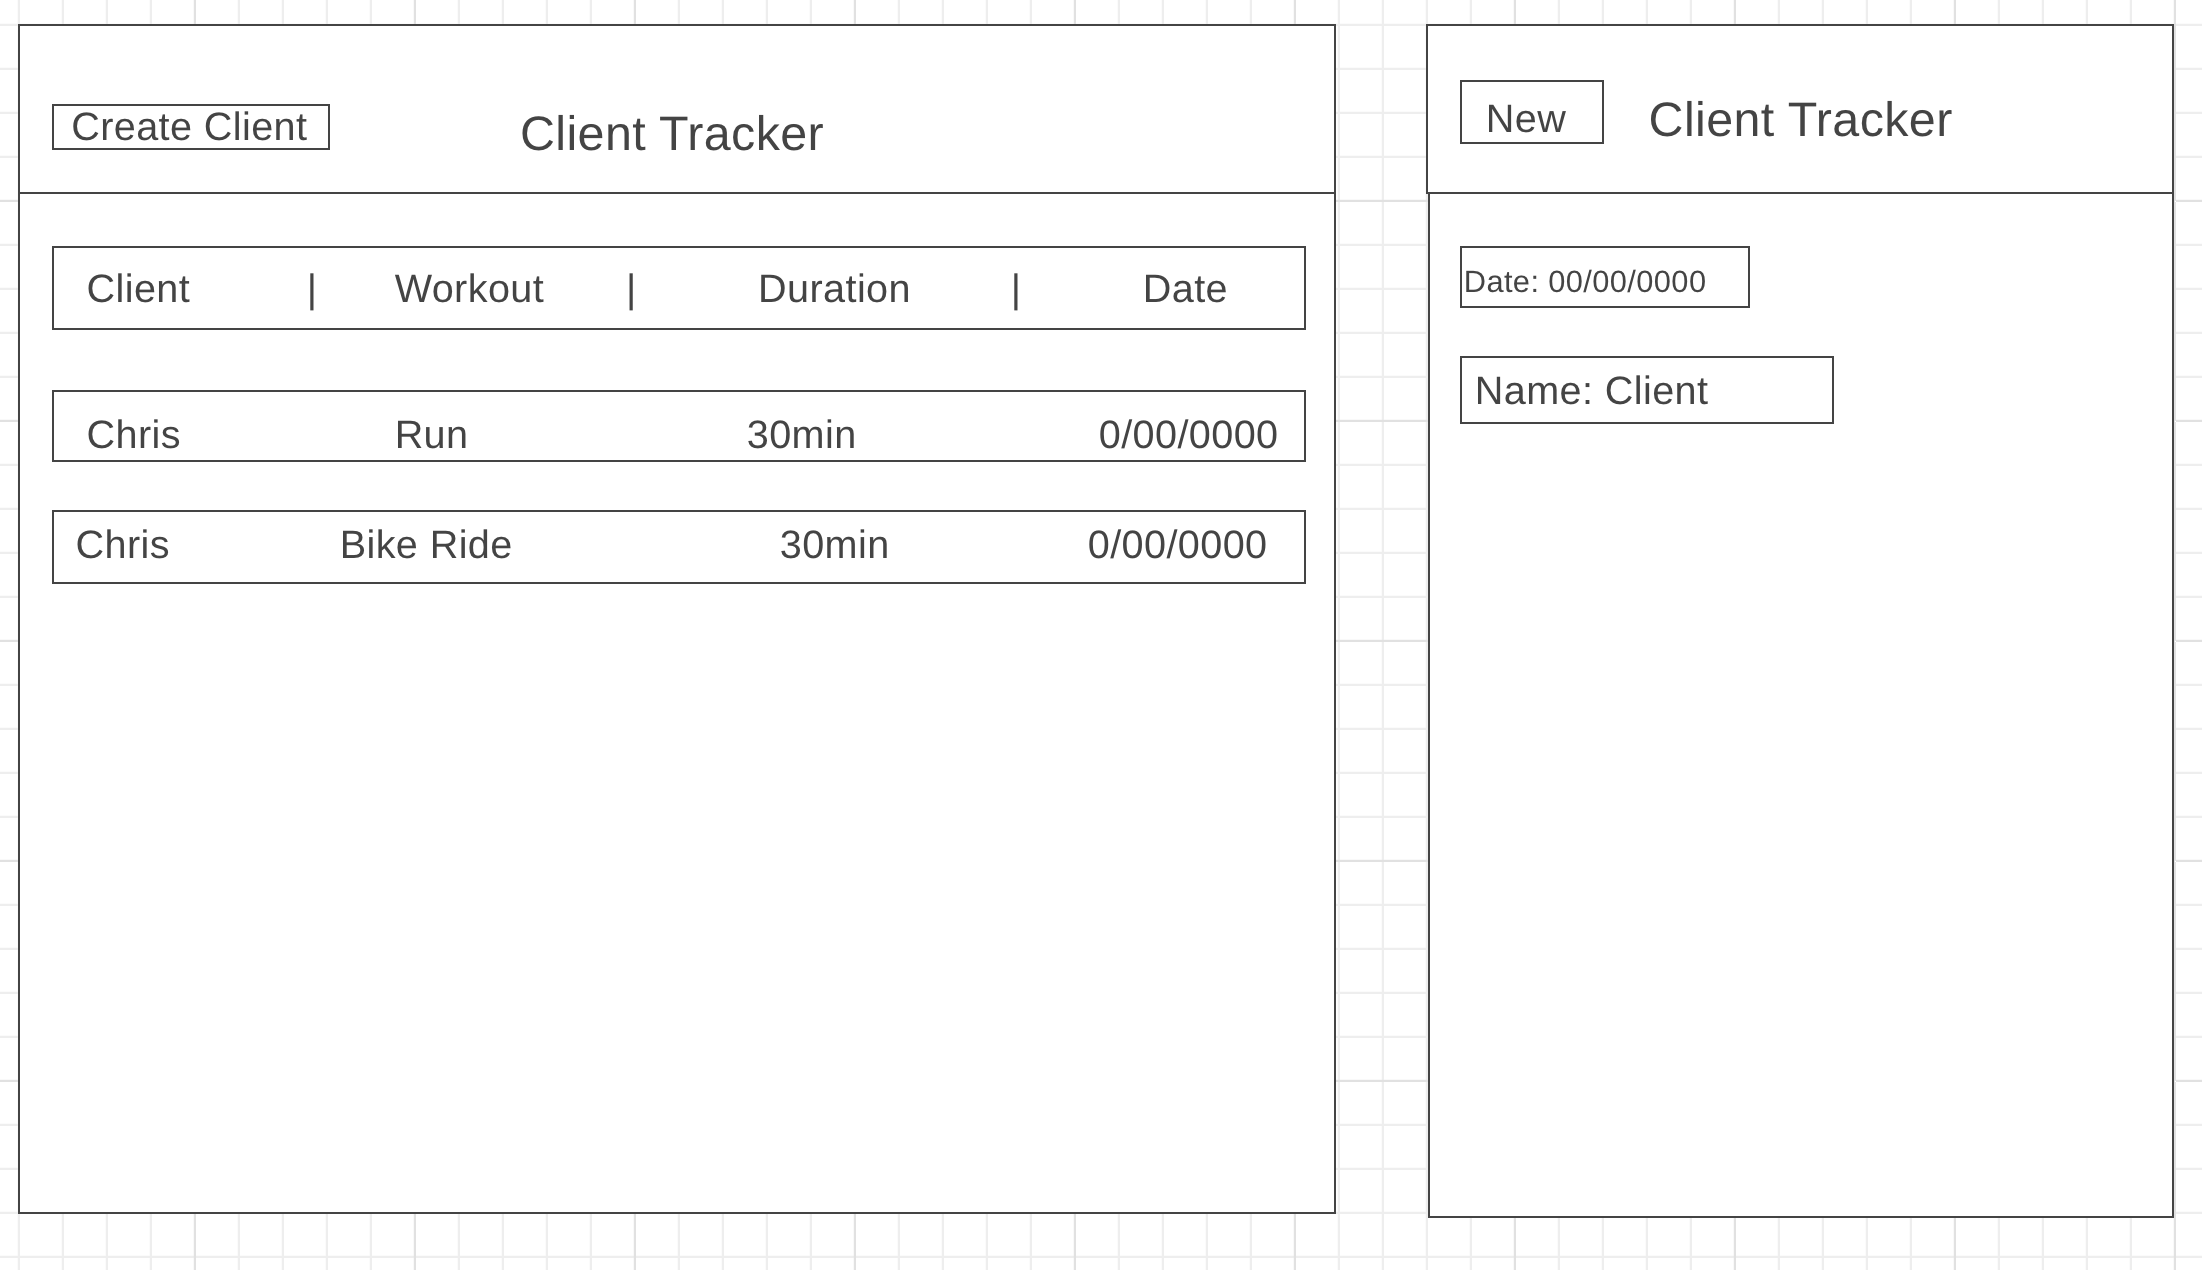 Create Client
Client Tracker
Client | Workout | Duration | Date
Chris Run 30min 0/00/0000
Chris Bike Ride 30min 0/00/0000
New
Client Tracker
Date: 00/00/0000
Name: Client